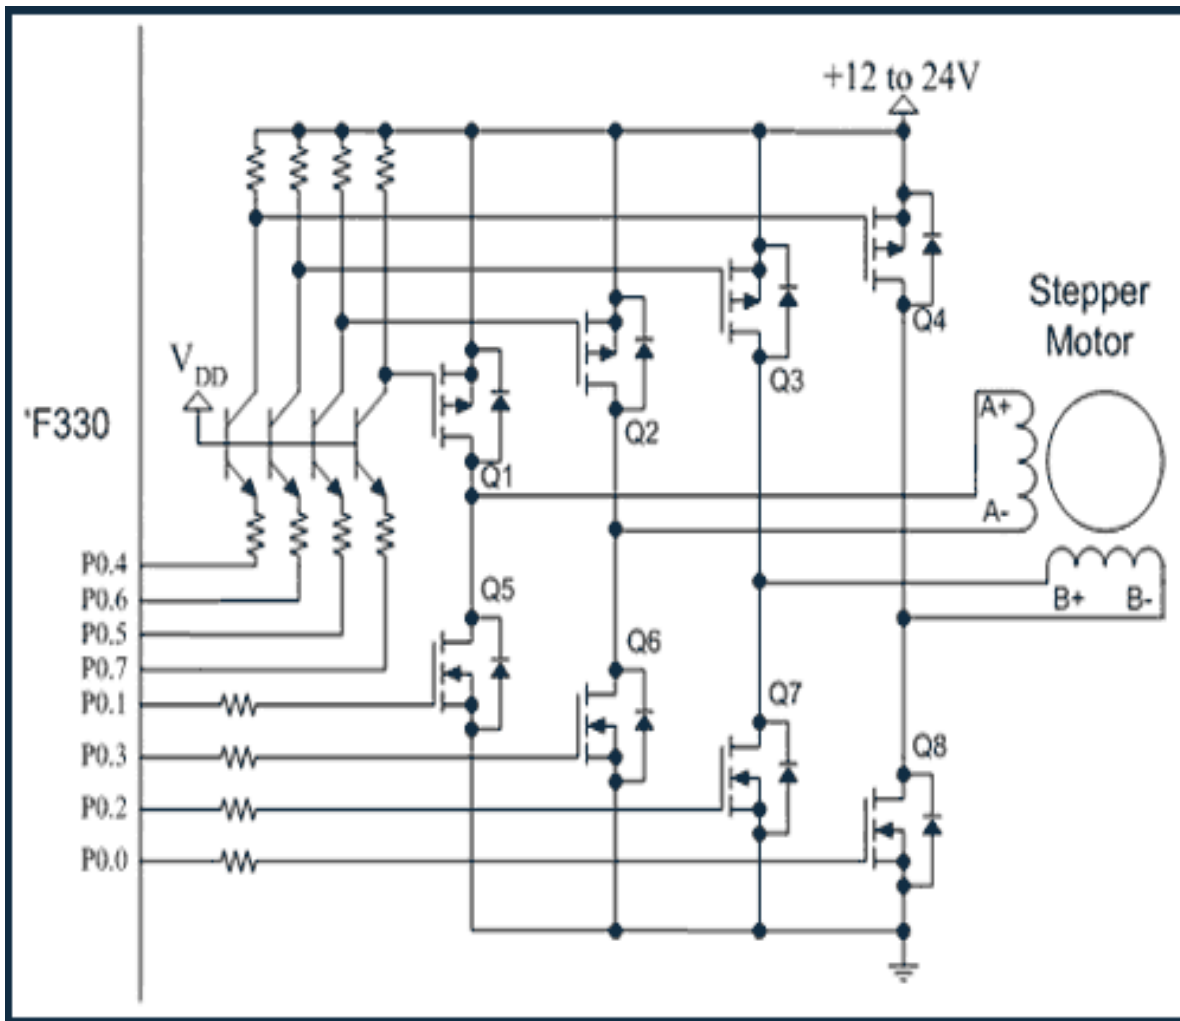 +12 to 24V
Stepper
Motor
Q4
Q3
V DD
A+
'F330
Q2
Q1
A-
P0.4
Q5
P0.6
B+ B-
P0.5
Q6
P0.7
P0.1
Q7
P0.3
Q8
P0.2
P0.0